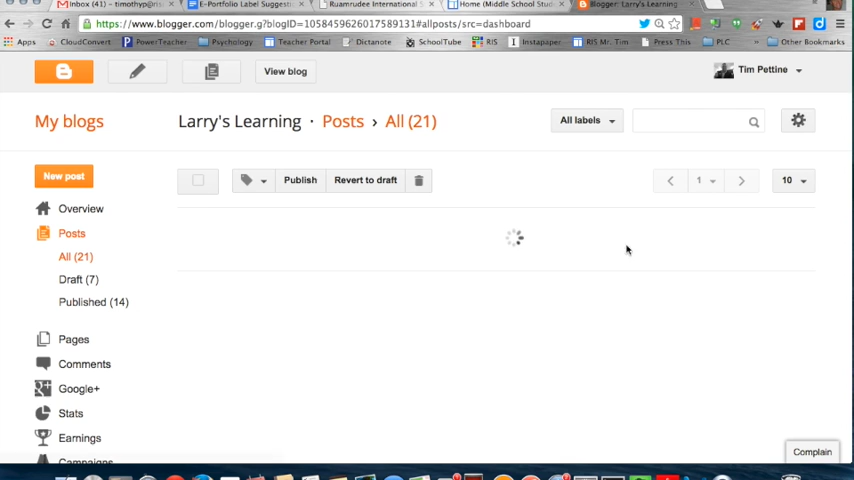 Inbox (41) - timothyp@ris
E-Portfolio Label Suggest
Ruamrudee International S
Home (Middle School Stud
Blogger: Larry's Learning
https://www.blogger.com/blogger.g?blogID=1058459626017589131#allposts/src=dashboard
Apps CloudConvert PowerTeacher Psychology Teacher Portal Dictanote SchoolTube RIS Instapaper RIS Mr. Tim Press This PLC » Other Bookmarks
View blog
Tim Pettine
My blogs
Larry's Learning · Posts › All (21)
All labels
New post
Publish
Revert to draft
1
10
Overview
Posts
All (21)
Draft (7)
Published (14)
Pages
Comments
Google+
Stats
Earnings
Campaigns
Complain